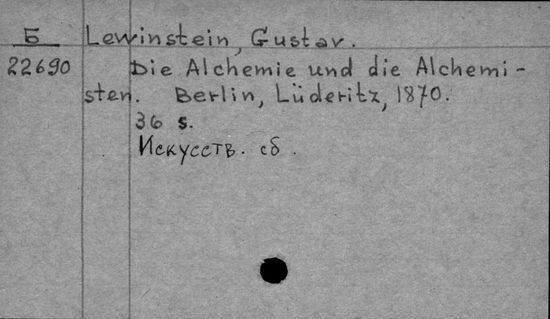 Б Lewinstein, Gustav.
22690 Die Alchemie und die Alchemi-
sten. Berlin, Lüderitz, 1870.
36 s.
Искусств. сб.